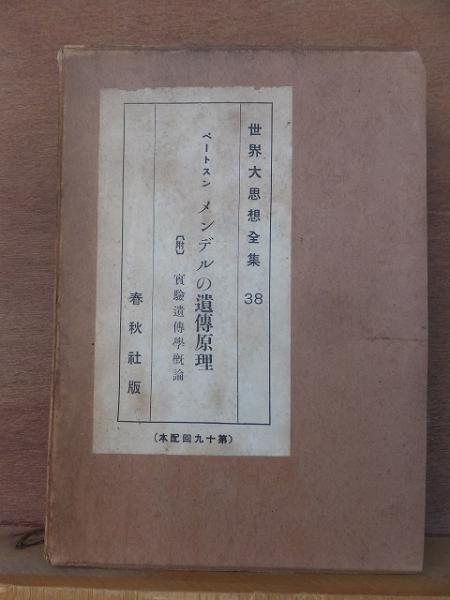 世界大思想全集 38
ベートスン メンデルの遺傳原理
〔附〕 實驗遺傳學概論
春秋社版
(第十九回配本)